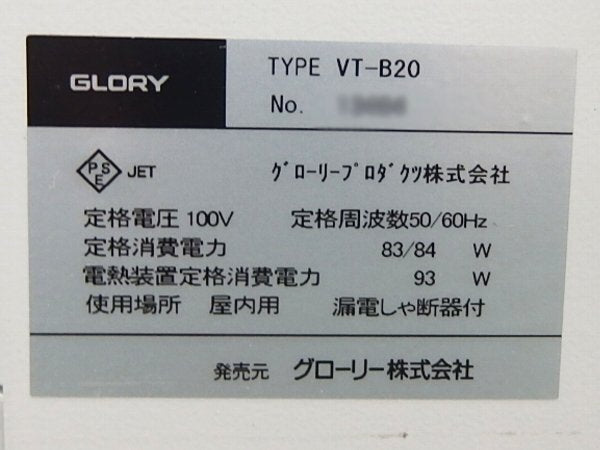 GLORY
TYPE VT-B20
No.
PSE JET
ｸﾞﾛｰﾘｰﾌﾟﾛﾀﾞｸﾂ株式会社
定格電圧 100V 定格周波数50/60Hz
定格消費電力 83/84 W
電熱装置定格消費電力 93 W
使用場所 屋内用 漏電しゃ断器付
発売元 グローリー株式会社